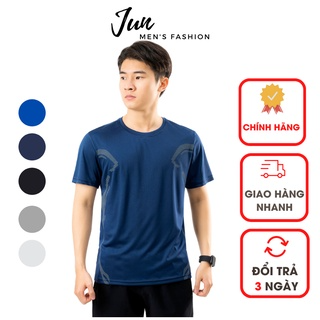 Jun
MEN'S FASHION
CHÍNH HÃNG
GIAO HÀNG
NHANH
ĐỔI TRẢ
3 NGÀY